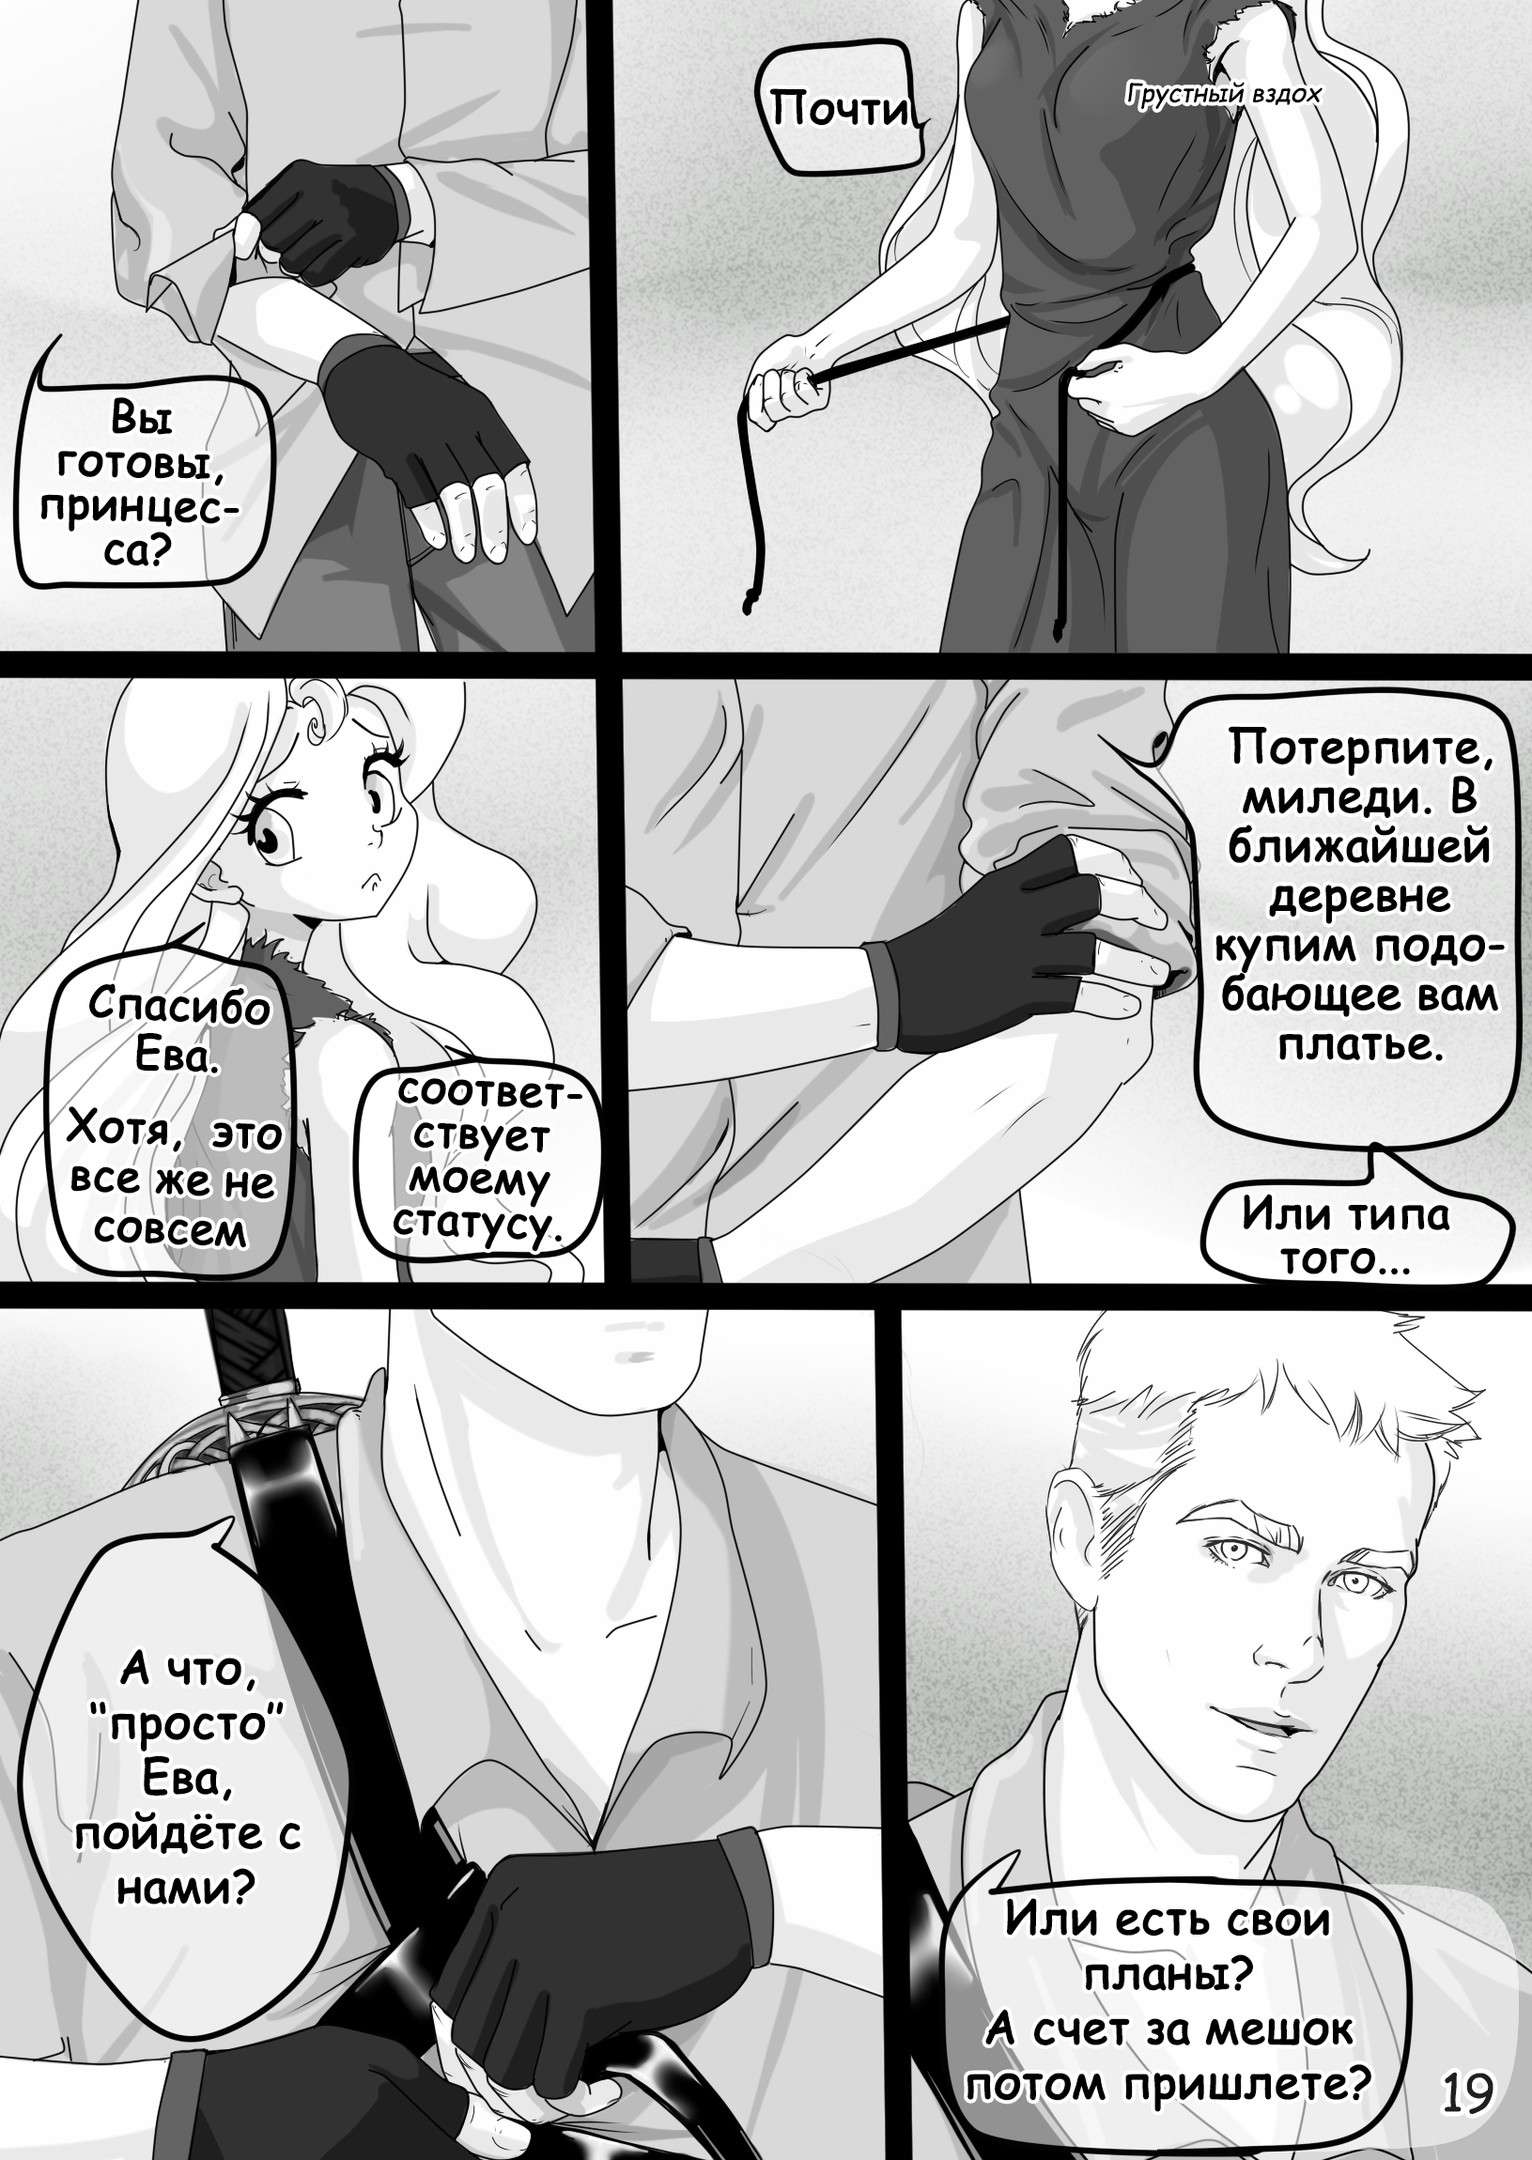 Вы
готовы,
принцес-
са?
Почти
Грустный вздох
Спасибо
Ева.
Хотя, это
все же не
совсем
соответ-
ствует
моему
статусу.
Потерпите,
миледи. В
ближайшей
деревне
купим подо-
бающее вам
платье.
Или типа
того...
А что,
"просто"
Ева,
пойдёте с
нами?
Или есть свои
планы?
А счет за мешок
потом пришлете?
19